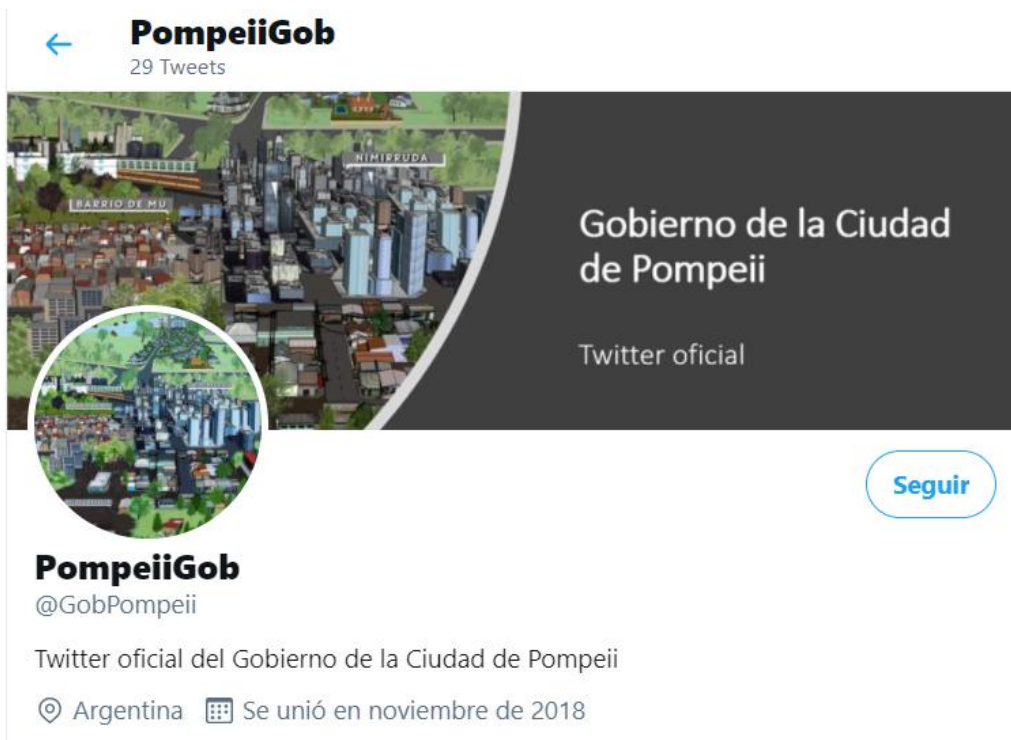 PompeiiGob
29 Tweets
NIMIRRUDA
BARRIO DE MU
Gobierno de la Ciudad
de Pompeii
Twitter oficial
Seguir
PompeiiGob
@GobPompeii
Twitter oficial del Gobierno de la Ciudad de Pompeii
Argentina Se unió en noviembre de 2018